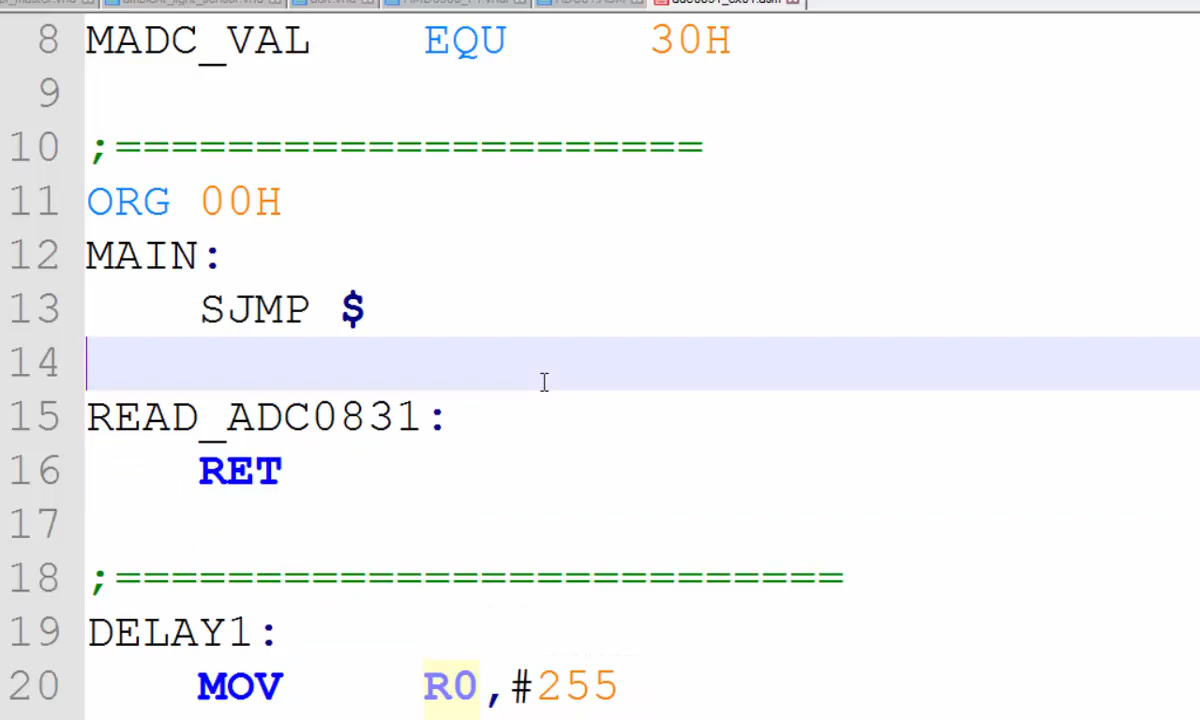 8 MADC_VAL EQU 30H
9
10 ;=====================
11 ORG 00H
12 MAIN:
13 SJMP $
14
15 READ_ADC0831:
16 RET
17
18 ;==========================
19 DELAY1:
20 MOV R0,#255